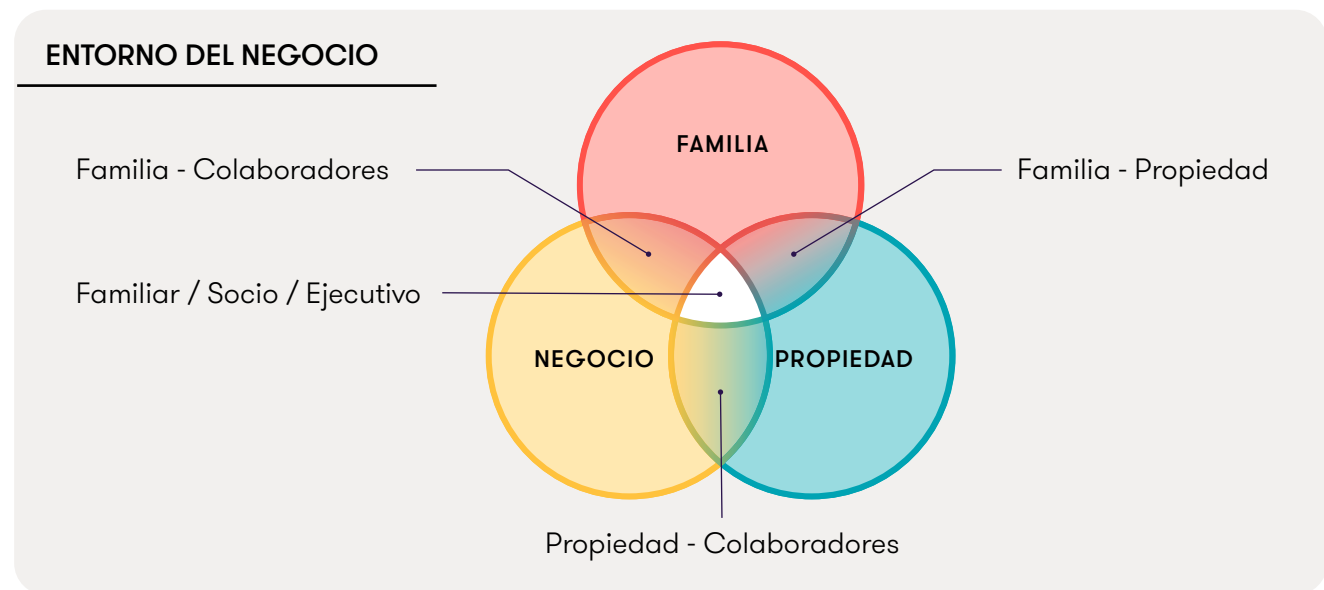 ENTORNO DEL NEGOCIO
FAMILIA
Familia - Colaboradores
Familia - Propiedad
Familiar / Socio / Ejecutivo
NEGOCIO
PROPIEDAD
Propiedad - Colaboradores